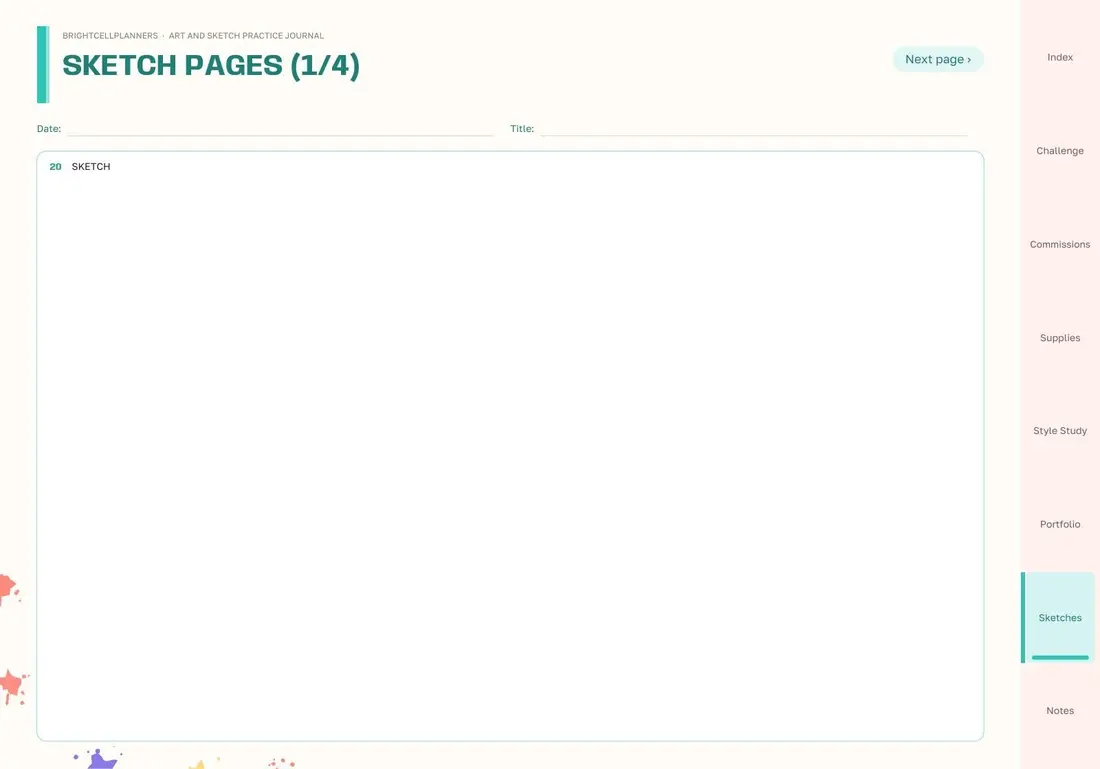 BRIGHTCELLPLANNERS · ART AND SKETCH PRACTICE JOURNAL
SKETCH PAGES (1/4)
Next page ›
Date:
Title:
20 SKETCH
Index
Challenge
Commissions
Supplies
Style Study
Portfolio
Sketches
Notes